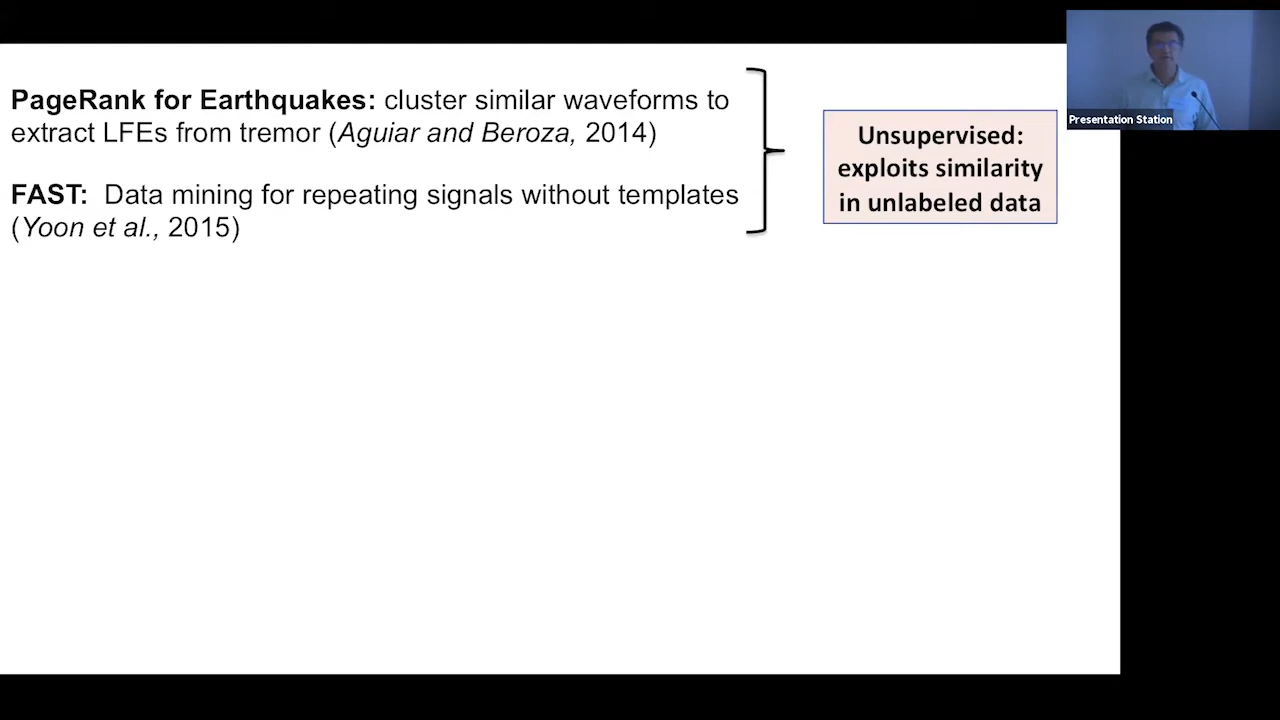 PageRank for Earthquakes: cluster similar waveforms to
extract LFEs from tremor (Aguiar and Beroza, 2014)
FAST: Data mining for repeating signals without templates
(Yoon et al., 2015)
Unsupervised:
exploits similarity
in unlabeled data
Presentation Station